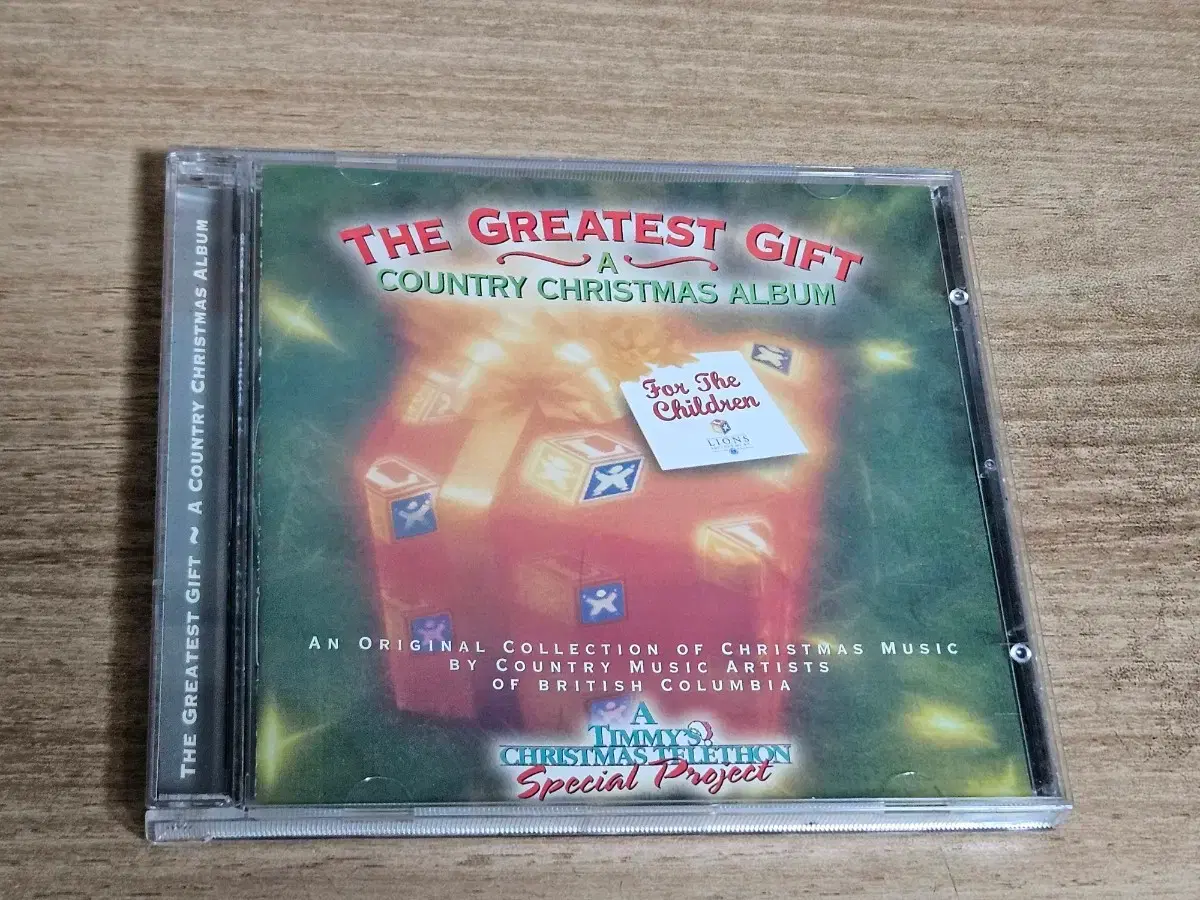 THE GREATEST GIFT ~ A COUNTRY CHRISTMAS ALBUM
THE GREATEST GIFT
A
COUNTRY CHRISTMAS ALBUM
For The
Children
LIONS
L
L
AN ORIGINAL COLLECTION OF CHRISTMAS MUSIC
BY COUNTRY MUSIC ARTISTS
OF BRITISH COLUMBIA
A
TIMMY'S
CHRISTMAS TELETHON
Special Project